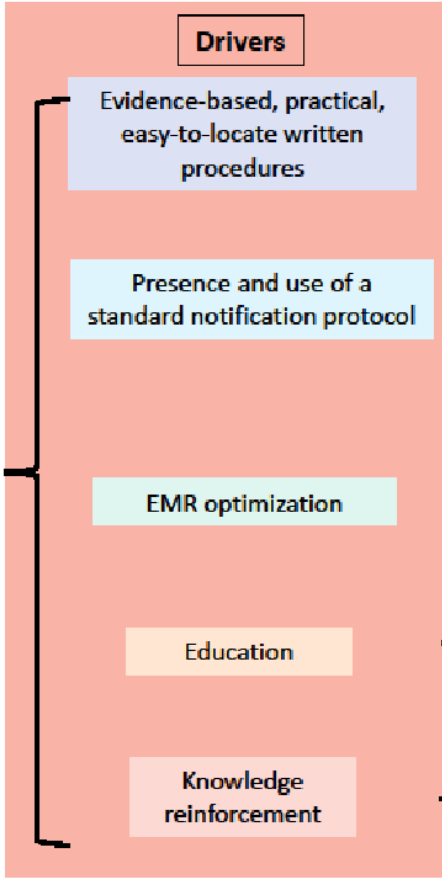 Drivers
Evidence-based, practical,
easy-to-locate written
procedures
Presence and use of a
standard notification protocol
EMR optimization
Education
Knowledge
reinforcement